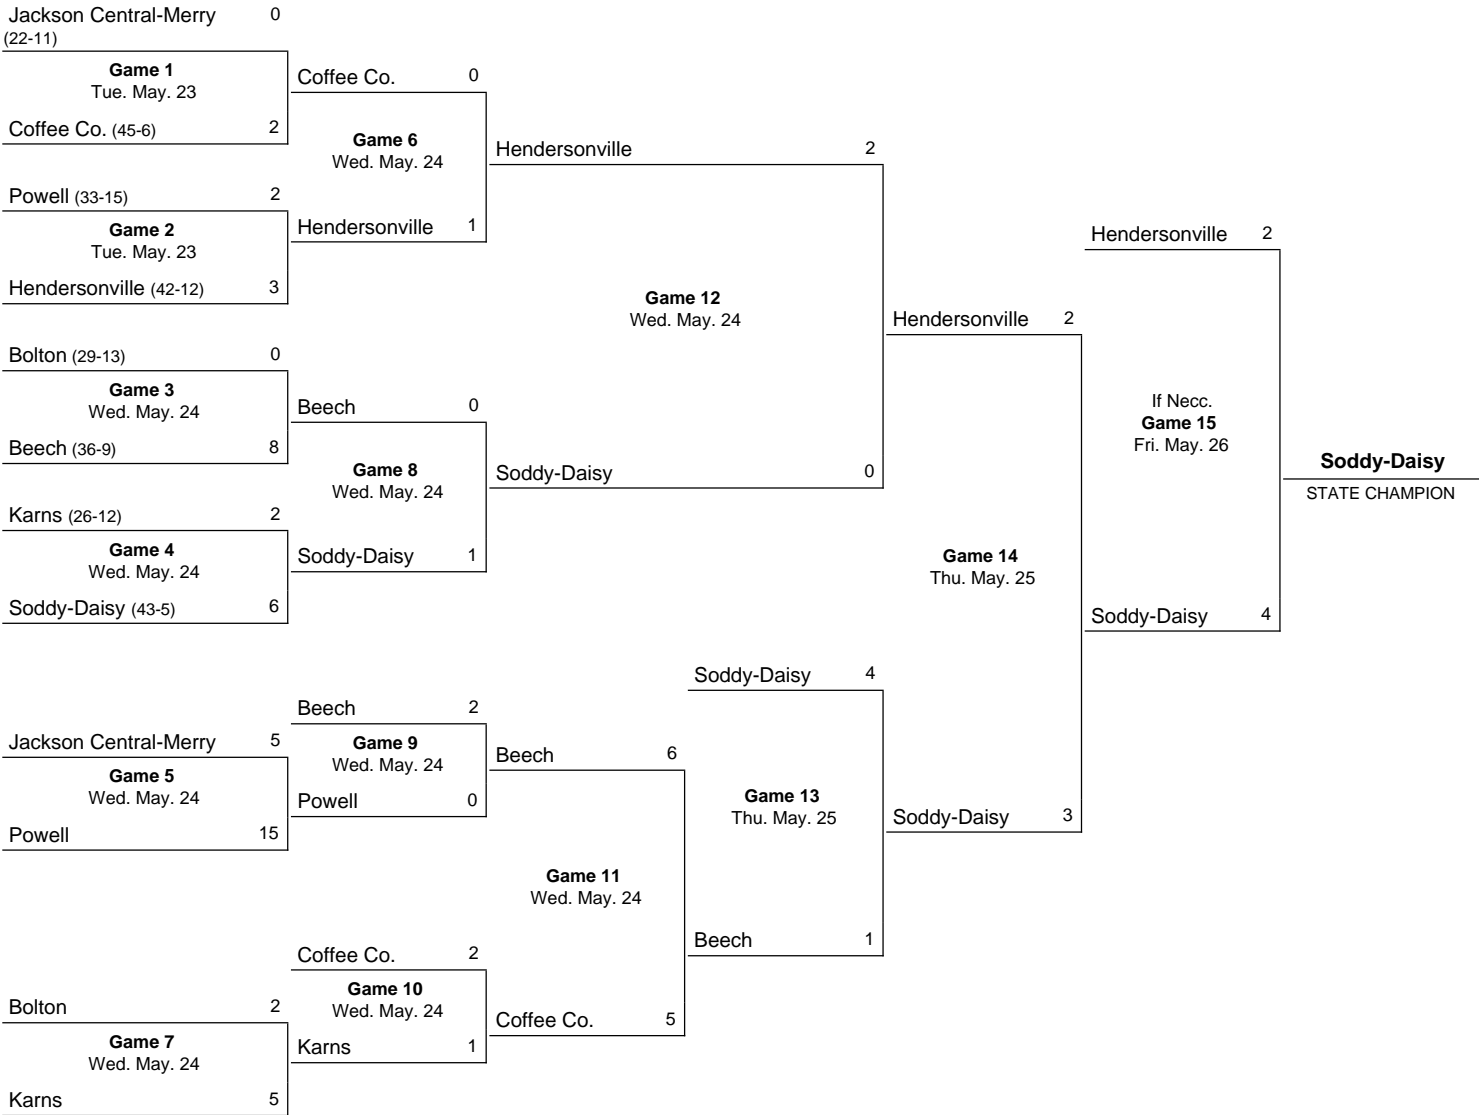 Jackson Central-Merry 0
(22-11)
Game 1
Tue. May. 23
Coffee Co. (45-6) 2
Powell (33-15) 2
Game 2
Tue. May. 23
Hendersonville (42-12) 3
Bolton (29-13) 0
Game 3
Wed. May. 24
Beech (36-9) 8
Karns (26-12) 2
Game 4
Wed. May. 24
Soddy-Daisy (43-5) 6
Jackson Central-Merry 5
Game 5
Wed. May. 24
Powell 15
Bolton 2
Game 7
Wed. May. 24
Karns 5
Coffee Co. 0
Game 6
Wed. May. 24
Hendersonville 1
Beech 0
Game 8
Wed. May. 24
Soddy-Daisy 1
Beech 2
Game 9
Wed. May. 24
Powell 0
Coffee Co. 2
Game 10
Wed. May. 24
Karns 1
Hendersonville 2
Game 12
Wed. May. 24
Soddy-Daisy 0
Beech 6
Game 11
Wed. May. 24
Coffee Co. 5
Soddy-Daisy 4
Game 13
Thu. May. 25
Beech 1
Hendersonville 2
Game 14
Thu. May. 25
Soddy-Daisy 3
Hendersonville 2
If Necc.
Game 15
Fri. May. 26
Soddy-Daisy 4
Soddy-Daisy
STATE CHAMPION